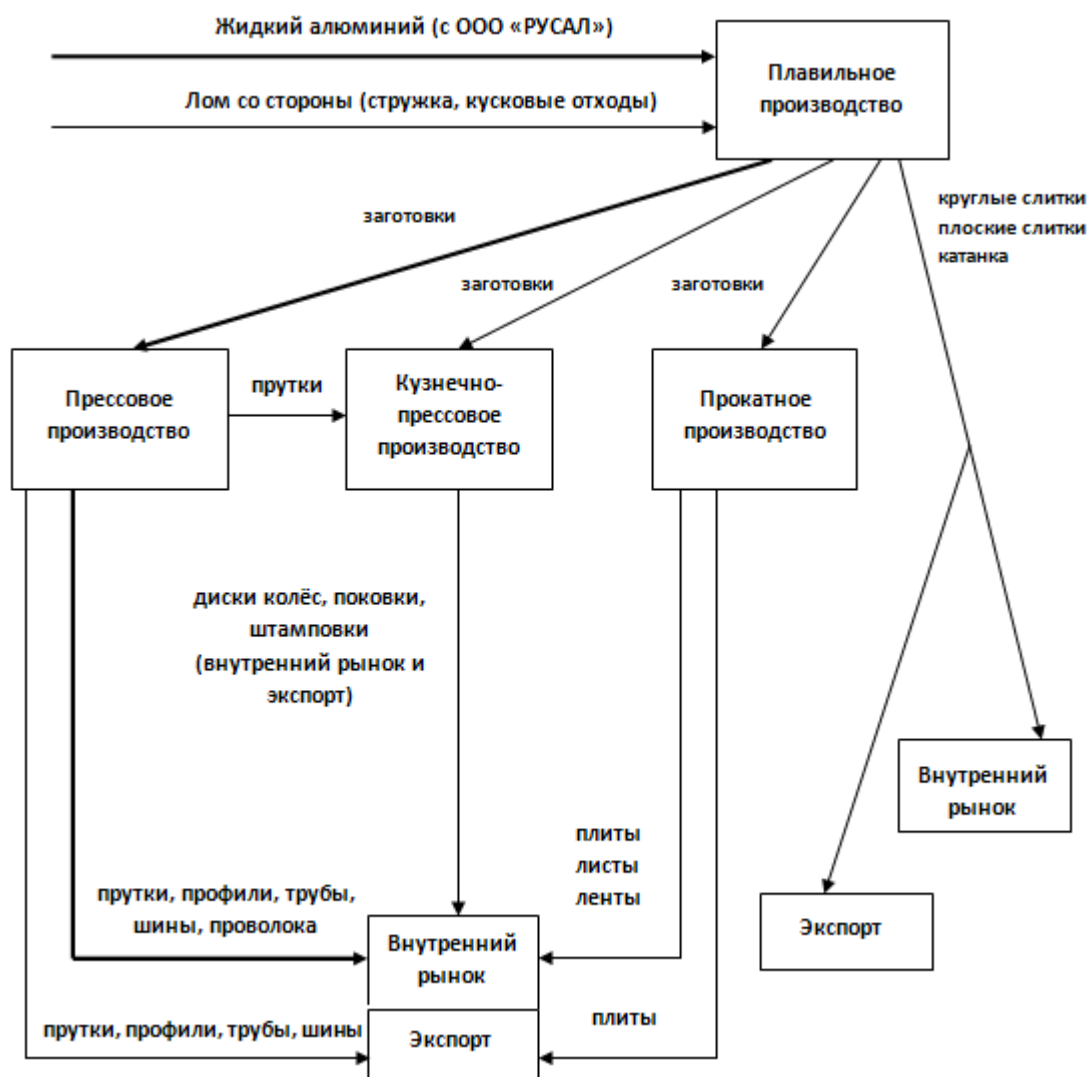 Жидкий алюминий (с ООО «РУСАЛ»)
Плавильное
производство
Лом со стороны (стружка, кусковые отходы)
круглые слитки
плоские слитки
катанка
заготовки
заготовки
заготовки
Прессовое
производство
прутки
Кузнечно-
прессовое
производство
Прокатное
производство
диски колёс, поковки,
штамповки
(внутренний рынок и
экспорт)
Внутренний
рынок
плиты
листы
ленты
прутки, профили, трубы,
шины, проволока
Экспорт
Внутренний
рынок
прутки, профили, трубы, шины
Экспорт
плиты